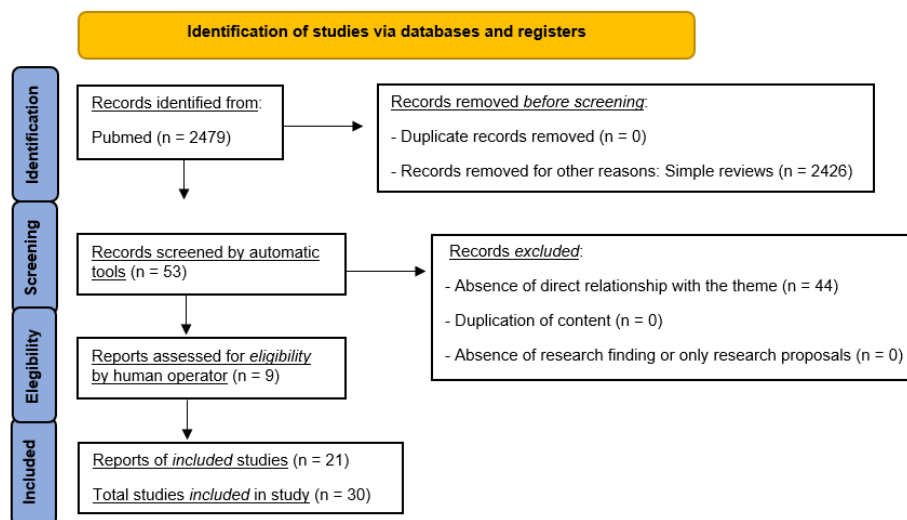 Identification of studies via databases and registers
Identification
Records identified from:
Pubmed (n = 2479)
Records removed before screening:
- Duplicate records removed (n = 0)
- Records removed for other reasons: Simple reviews (n = 2426)
Screening
Records screened by automatic
tools (n = 53)
Records excluded:
- Absence of direct relationship with the theme (n = 44)
- Duplication of content (n = 0)
- Absence of research finding or only research proposals (n = 0)
Elegibility
Reports assessed for eligibility
by human operator (n = 9)
Included
Reports of included studies (n = 21)
Total studies included in study (n = 30)